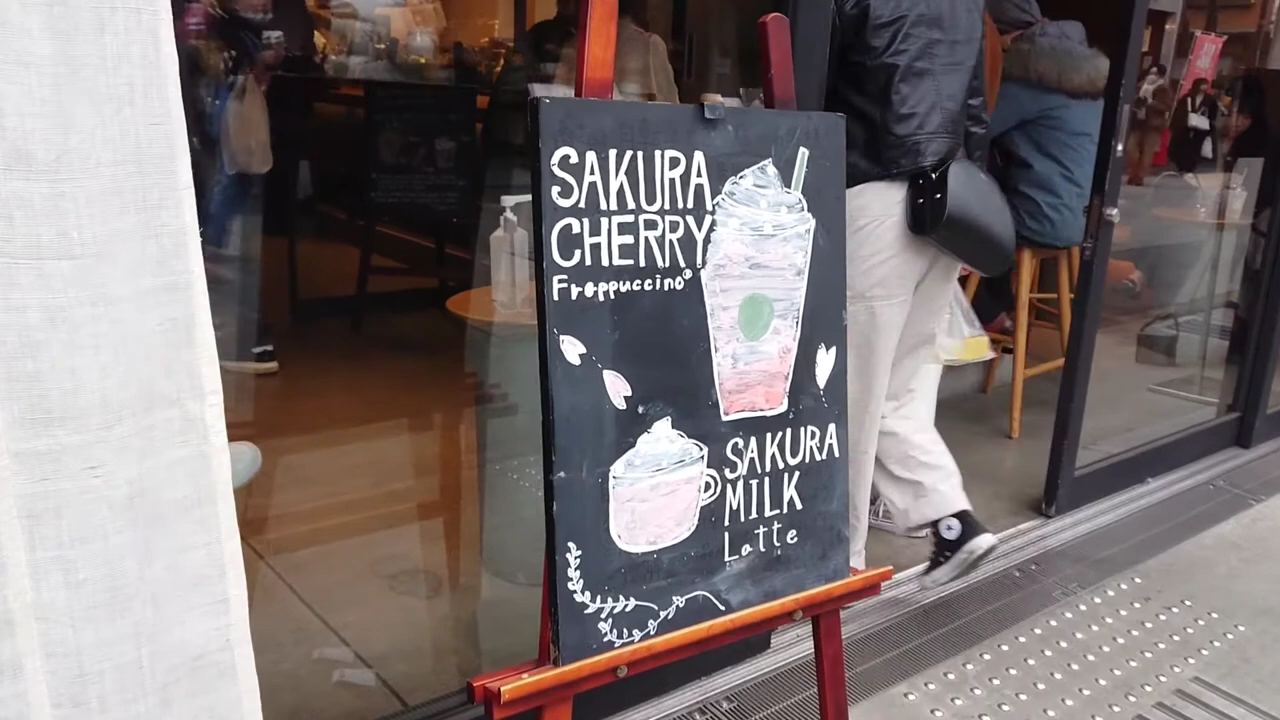 SAKURA
CHERRY
Frappuccino®
SAKURA
MILK
Latte